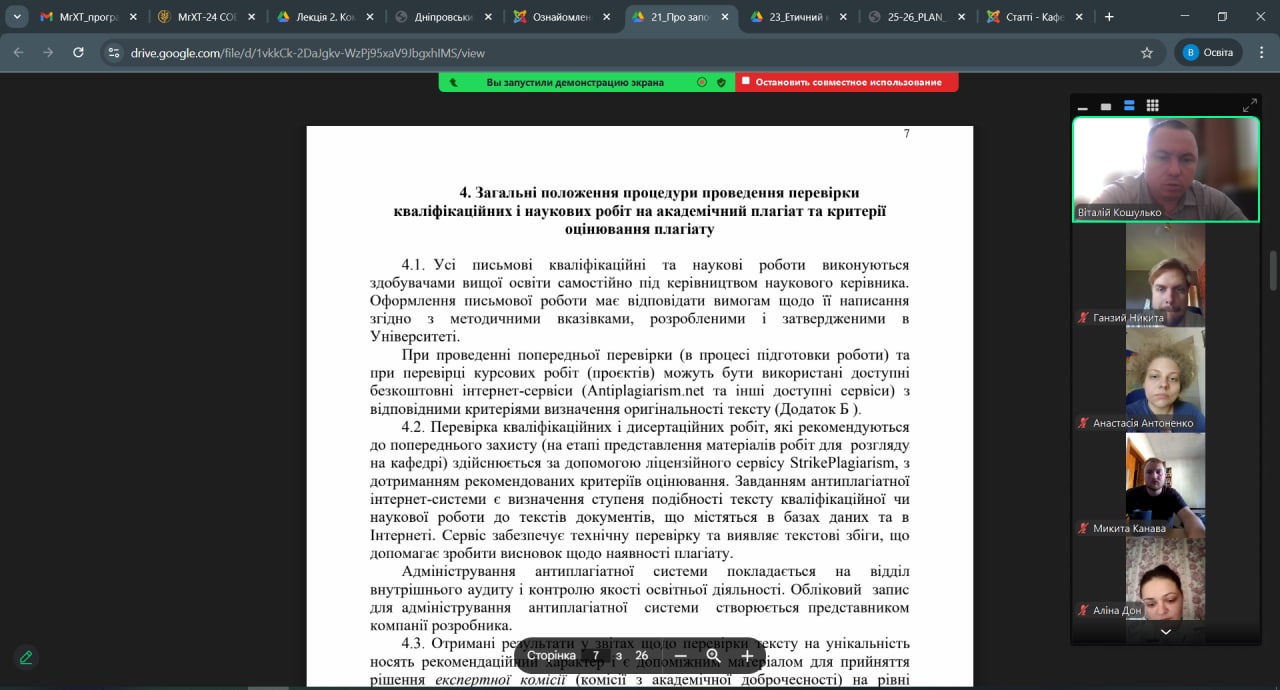 MrXT_програ
MrXT-24 СОЕ
Лекція 2. Ко
Дніпровськи
Ознайомлен
21_Про запо
23_Етичний
25-26_PLAN_
Статті - Кафе
drive.google.com/file/d/1vkkCk-2DaJgkv-WzPj95xaV9JbgxhIMS/view
В Освіта
Вы запустили демонстрацию экрана
Остановить совместное использование
7
4. Загальні положення процедури проведення перевірки
кваліфікаційних і наукових робіт на академічний плагіат та критерії
оцінювання плагіату
4.1. Усі письмові кваліфікаційні та наукові роботи виконуються
здобувачами вищої освіти самостійно під керівництвом наукового керівника.
Оформлення письмової роботи має відповідати вимогам щодо її написання
згідно з методичними вказівками, розробленими і затвердженими в
Університеті.
При проведенні попередньої перевірки (в процесі підготовки роботи) та
при перевірці курсових робіт (проєктів) можуть бути використані доступні
безкоштовні інтернет-сервіси (Antiplagiarism.net та інші доступні сервіси) з
відповідними критеріями визначення оригінальності тексту (Додаток Б ).
4.2. Перевірка кваліфікаційних і дисертаційних робіт, які рекомендуються
до попереднього захисту (на етапі представлення матеріалів робіт для розгляду
на кафедрі) здійснюється за допомогою ліцензійного сервісу StrikePlagiarism, з
дотриманням рекомендованих критеріїв оцінювання. Завданням антиплагіатної
інтернет-системи є визначення ступеня подібності тексту кваліфікаційної чи
наукової роботи до текстів документів, що містяться в базах даних та в
Інтернеті. Сервіс забезпечує технічну перевірку та виявляє текстові збіги, що
допомагає зробити висновок щодо наявності плагіату.
Адміністрування антиплагіатної системи покладається на відділ
внутрішнього аудиту і контролю якості освітньої діяльності. Обліковий запис
для адміністрування антиплагіатної системи створюється представником
компанії розробника.
4.3. Отримані результати у звітах щодо перевірки тексту на унікальність
носять рекомендаційний характер і є допоміжним матеріалом для прийняття
рішення експертної комісії (комісії з академічної доброчесності) на рівні
Сторінка 7 з 26
Віталій Кошулько
Ганзий Никита
Анастасія Антоненко
Микита Канава
Аліна Дон